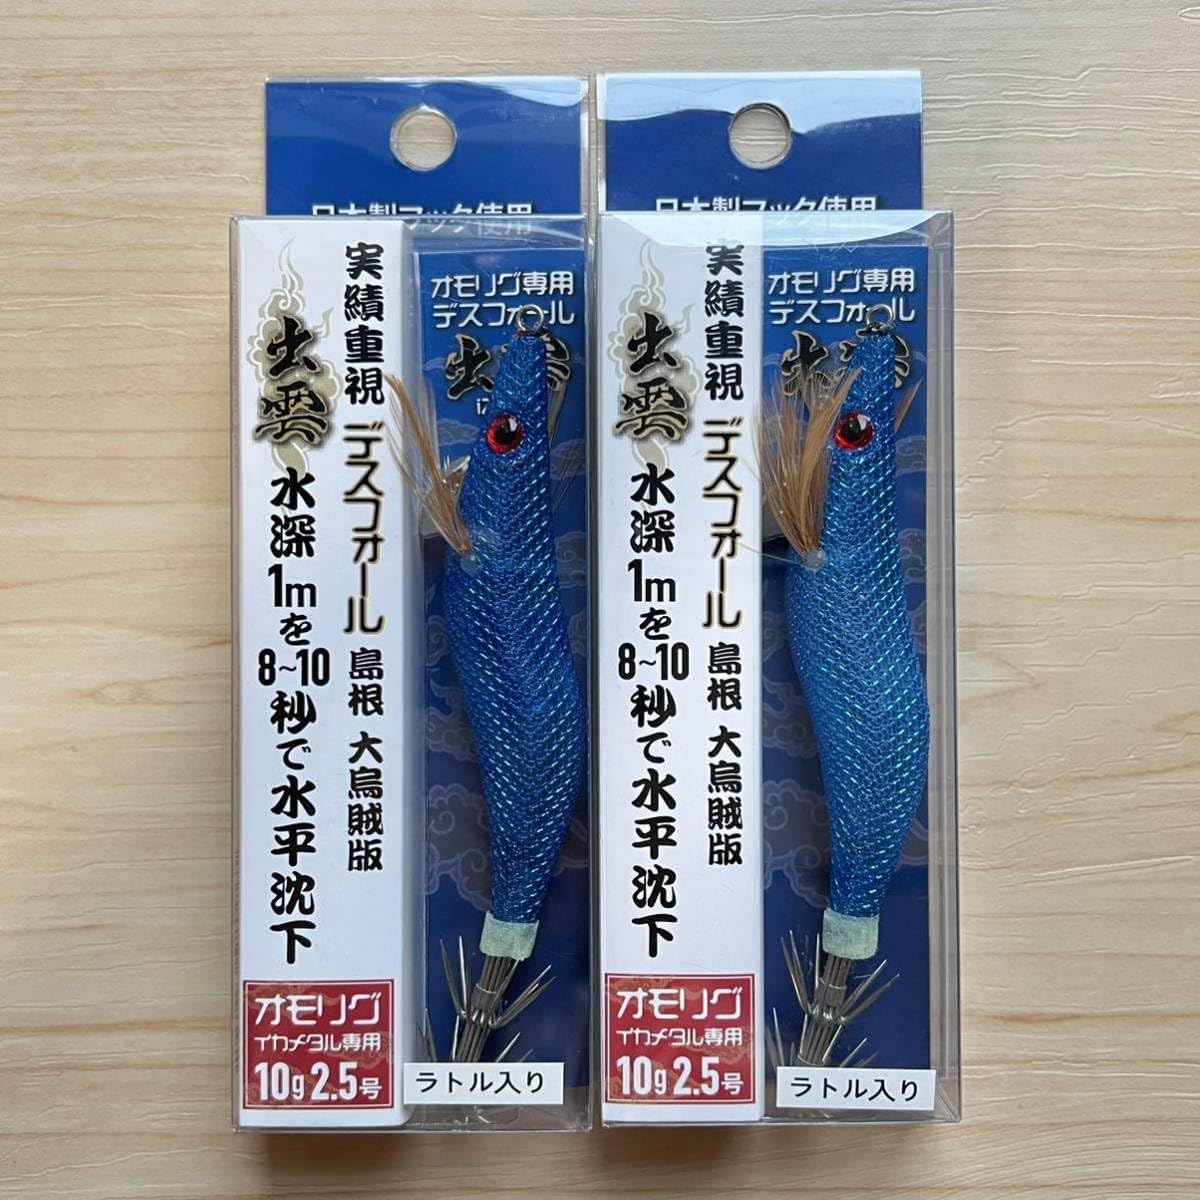 日本製フック使用
実績重視 デスフォール 島根 大烏賊版
出雲 水深1mを8~10秒で水平沈下
オモリグ専用
デスフォール
出雲
オモリグ
イカメタル専用
10g 2.5号
ラトル入り
日本製フック使用
実績重視 デスフォール 島根 大烏賊版
出雲 水深1mを8~10秒で水平沈下
オモリグ専用
デスフォール
出雲
オモリグ
イカメタル専用
10g 2.5号
ラトル入り